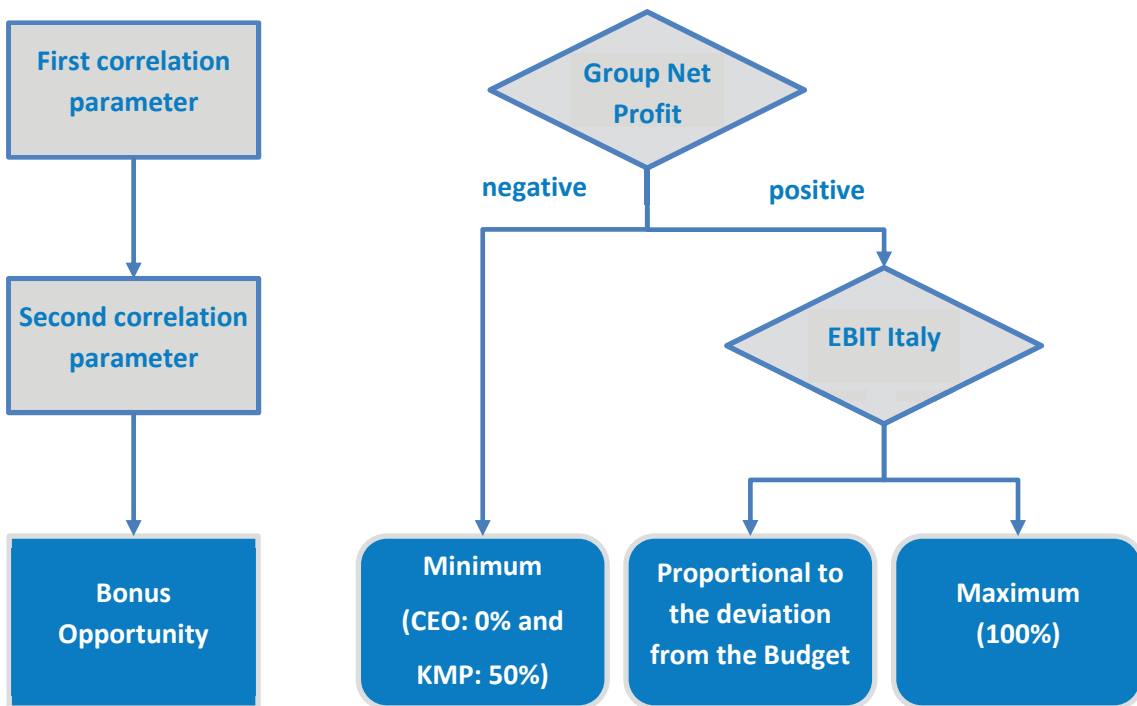 First correlation
parameter
Group Net
Profit
negative
positive
Second correlation
parameter
EBIT Italy
Bonus
Opportunity
Minimum
(CEO: 0% and
KMP: 50%)
Proportional to
the deviation
from the Budget
Maximum
(100%)